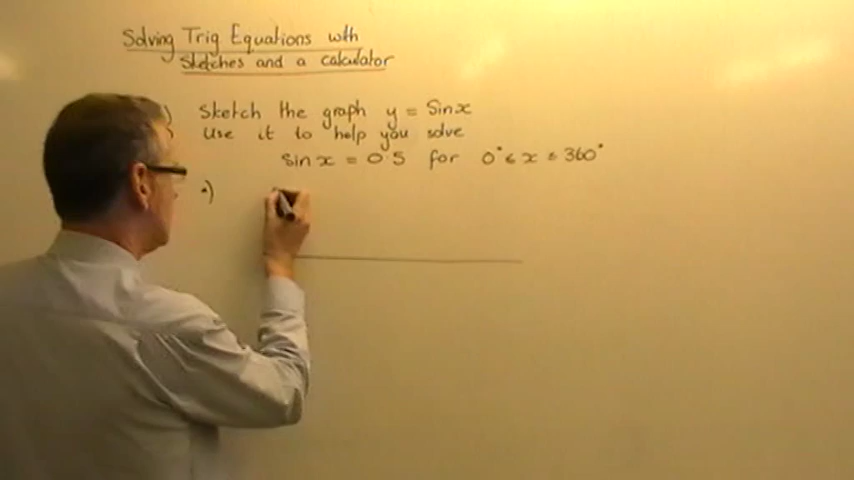 Solving Trig Equations with
Sketches and a calculator
) Sketch the graph y = Sinx
) Use it to help you solve
sin x = 0.5 for 0° ≤ x ≤ 360°
a)